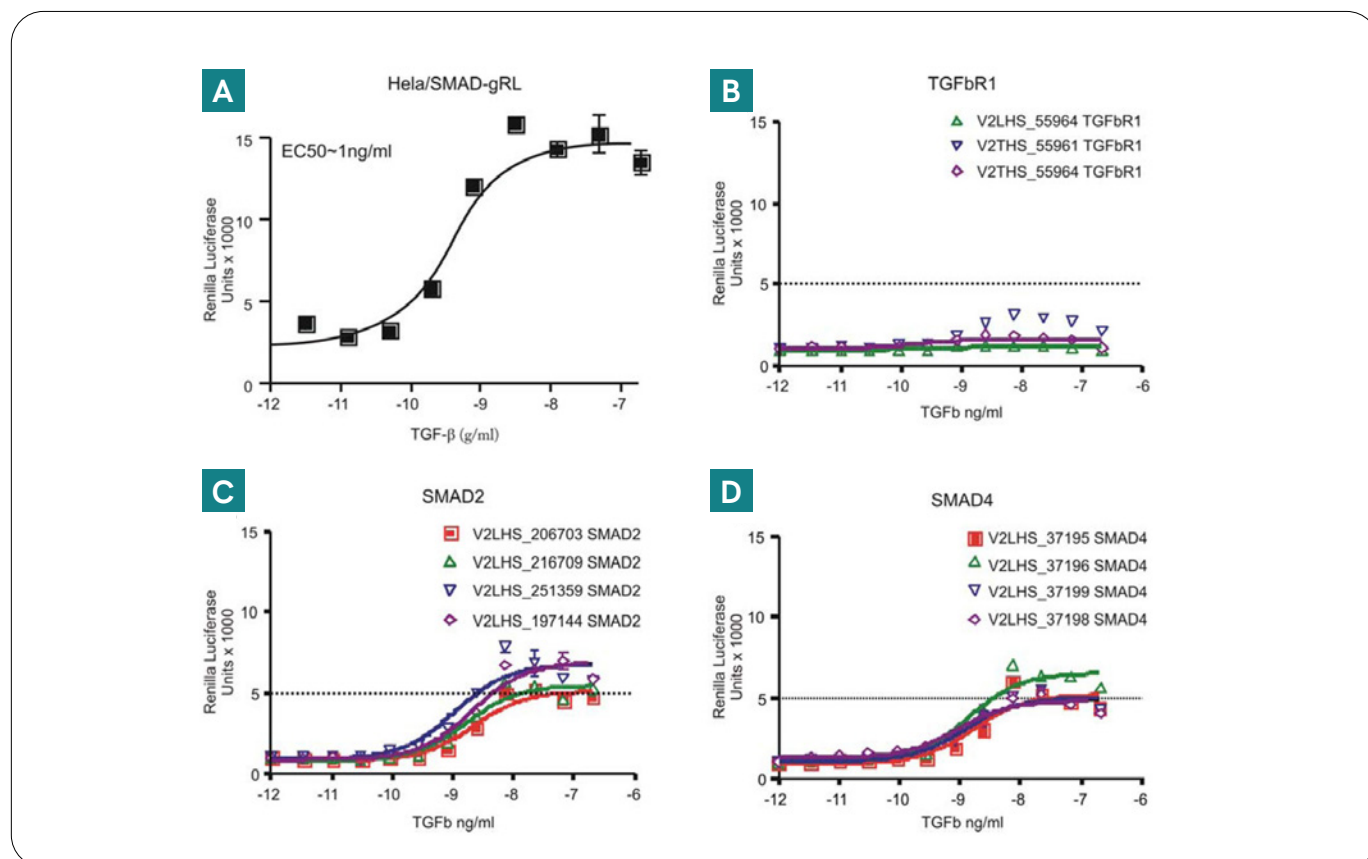 A
Hela/SMAD-gRL
EC50~1ng/ml
Renilla Luciferase
Units x 1000
15
10
5
0
-12
-11
-10
-9
-8
-7
TGF-β (g/ml)
B
TGFbR1
V2LHS_55964 TGFbR1
V2THS_55961 TGFbR1
V2THS_55964 TGFbR1
Renilla Luciferase
Units x 1000
15
10
5
0
-12
-11
-10
-9
-8
-7
-6
TGFb ng/ml
C
SMAD2
V2LHS_206703 SMAD2
V2LHS_216709 SMAD2
V2LHS_251359 SMAD2
V2LHS_197144 SMAD2
Renilla Luciferase
Units x 1000
15
10
5
0
-12
-11
-10
-9
-8
-7
-6
TGFb ng/ml
D
SMAD4
V2LHS_37195 SMAD4
V2LHS_37196 SMAD4
V2LHS_37199 SMAD4
V2LHS_37198 SMAD4
Renilla Luciferase
Units x 1000
15
10
5
0
-12
-11
-10
-9
-8
-7
-6
TGFb ng/ml